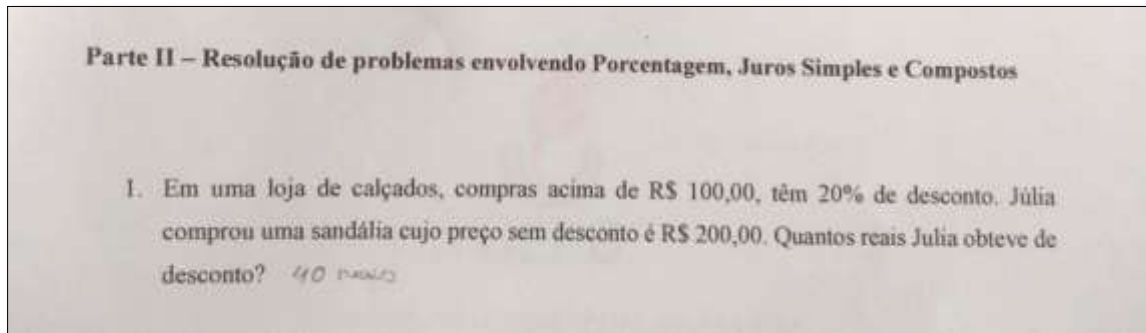 Parte II – Resolução de problemas envolvendo Porcentagem, Juros Simples e Compostos
1. Em uma loja de calçados, compras acima de R$ 100,00, têm 20% de desconto. Júlia
comprou uma sandália cujo preço sem desconto é R$ 200,00. Quantos reais Julia obteve de
desconto? 40 reais